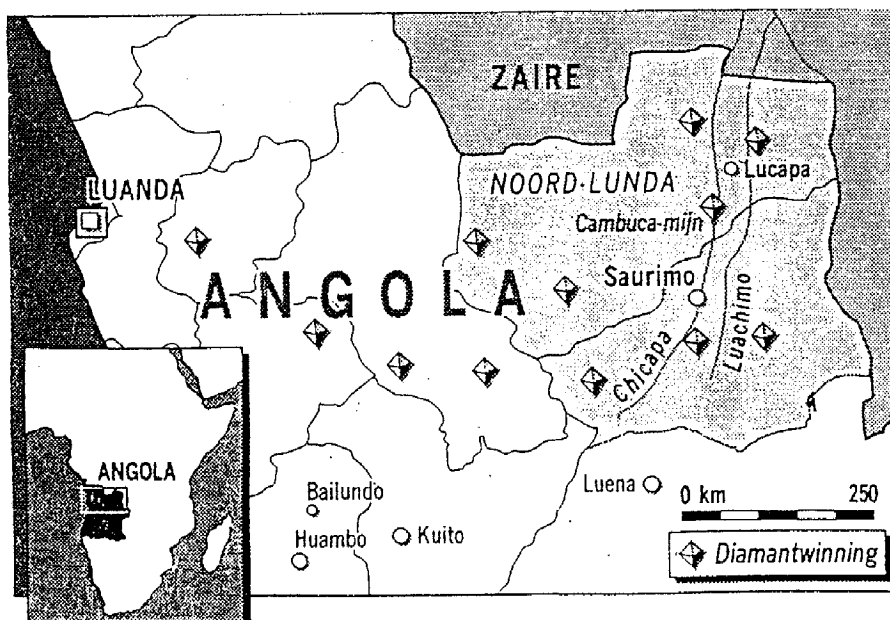 ZAIRE
LUANDA
NOORD-LUNDA
Lucapa
Cambuca-mijn
ANGOLA
Saurimo
Chicapa
Luachimo
ANGOLA
Bailundo
Huambo
Kuito
Luena
0 km 250
Diamantwinning